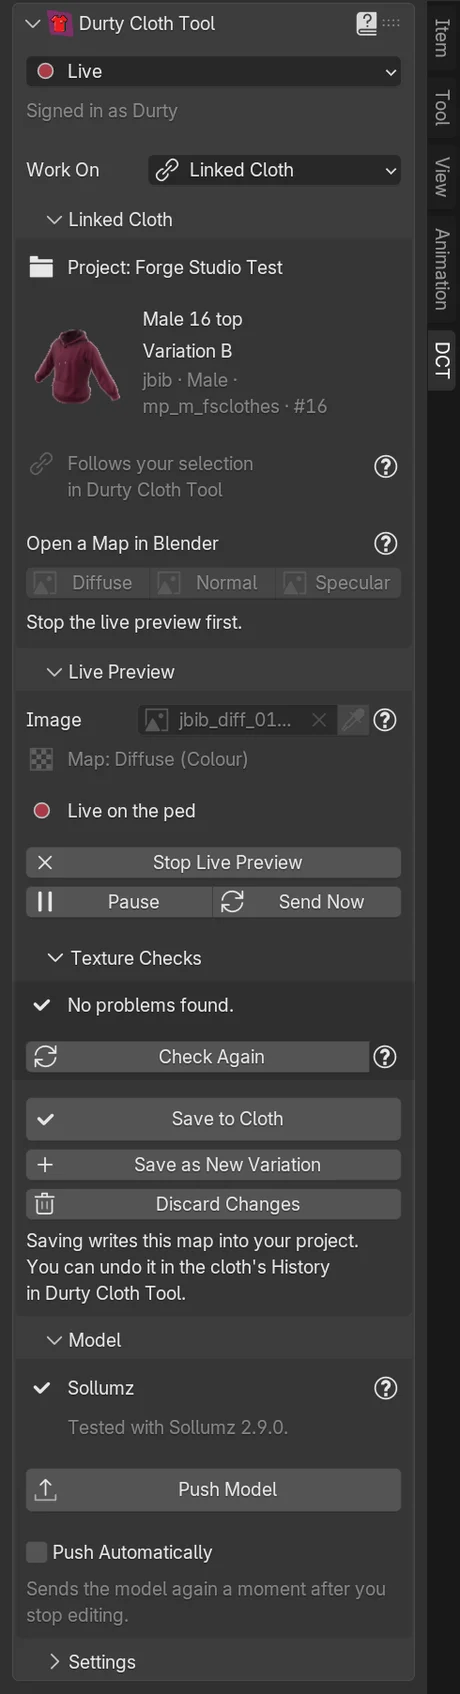 Durty Cloth Tool
Live
Signed in as Durty
Work On
Linked Cloth
Linked Cloth
Project: Forge Studio Test
Male 16 top
Variation B
jbib · Male ·
mp_m_fsclothes · #16
Follows your selection
in Durty Cloth Tool
Open a Map in Blender
Diffuse
Normal
Specular
Stop the live preview first.
Live Preview
Image
jbib_diff_01...
Map: Diffuse (Colour)
Live on the ped
Stop Live Preview
Pause
Send Now
Texture Checks
No problems found.
Check Again
Save to Cloth
Save as New Variation
Discard Changes
Saving writes this map into your project.
You can undo it in the cloth's History
in Durty Cloth Tool.
Model
Sollumz
Tested with Sollumz 2.9.0.
Push Model
Push Automatically
Sends the model again a moment after you
stop editing.
Settings
Item
Tool
View
Animation
DCT